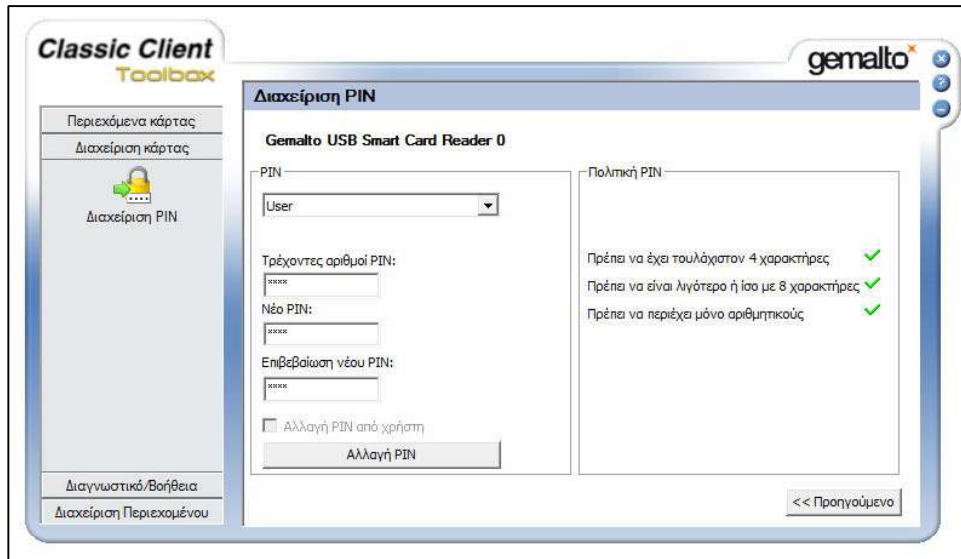 Classic Client
Toolbox
gemalto
Διαχείριση PIN
Περιεχόμενα κάρτας
Διαχείριση κάρτας
Διαχείριση PIN
Διαγνωστικό/Βοήθεια
Διαχείριση Περιεχομένου
Gemalto USB Smart Card Reader 0
PIN
User
Τρέχοντες αριθμοί PIN:
****
Νέο PIN:
****
Επιβεβαίωση νέου PIN:
****
Αλλαγή PIN από χρήστη
Αλλαγή PIN
Πολιτική PIN
Πρέπει να έχει τουλάχιστον 4 χαρακτήρες
Πρέπει να είναι λιγότερο ή ίσο με 8 χαρακτήρες
Πρέπει να περιέχει μόνο αριθμητικούς
<< Προηγούμενο